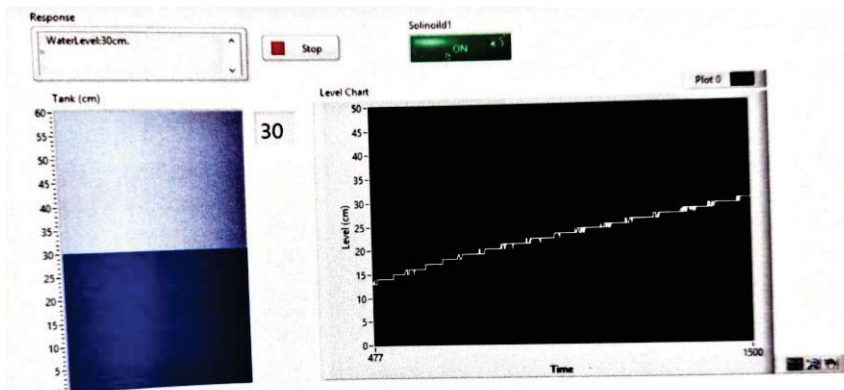 Response
WaterLevel:30cm.
Stop
Solinoild1
ON
Tank (cm)
60-
55-
50-
45-
40-
35-
30-
25-
20-
15-
10-
5-
30
Level Chart
Plot 0
50-
45-
40-
35-
30-
25-
20-
15-
10-
5-
0-
Level (cm)
477
1500
Time